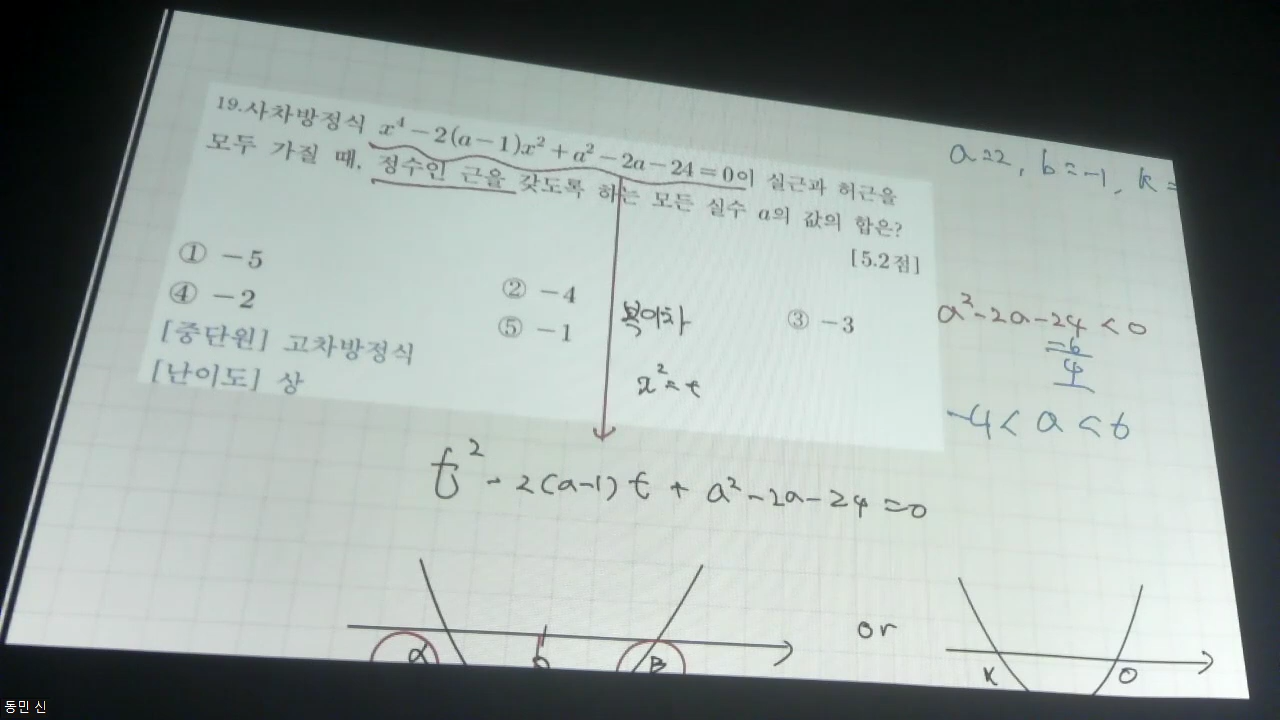 19.사차방정식 x⁴－2(a－1)x²＋a²－2a－24＝0이 실근과 허근을
모두 가질 때, 정수인 근을 갖도록 하는 모든 실수 a의 값의 합은?
[5.2점]
① －5
② －4
③ －3
④ －2
⑤ －1
[중단원] 고차방정식
[난이도] 상
복이차
x²=t
t²-2(a-1)t+a²-2a-24=0
a=2, b=-1, k=
a²-2a-24<0
-6
4
-4<a<6
α
0
β
or
K
0
동민 신